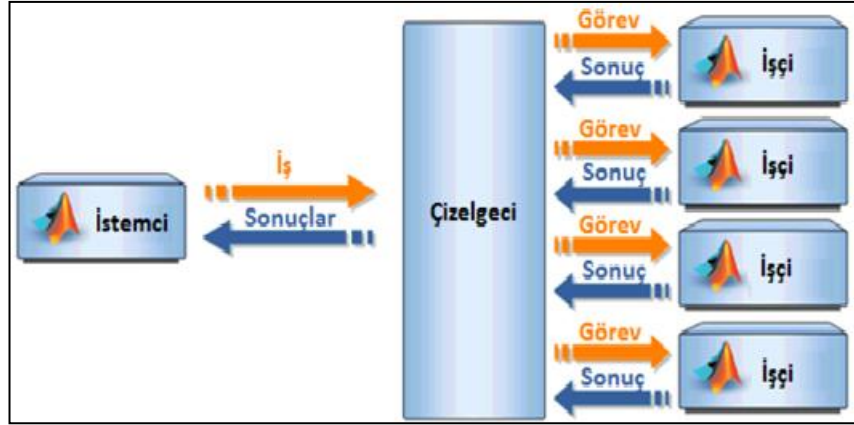 İstemci
İş
Sonuçlar
Çizelgeci
Görev
Sonuç
İşçi
Görev
Sonuç
İşçi
Görev
Sonuç
İşçi
Görev
Sonuç
İşçi